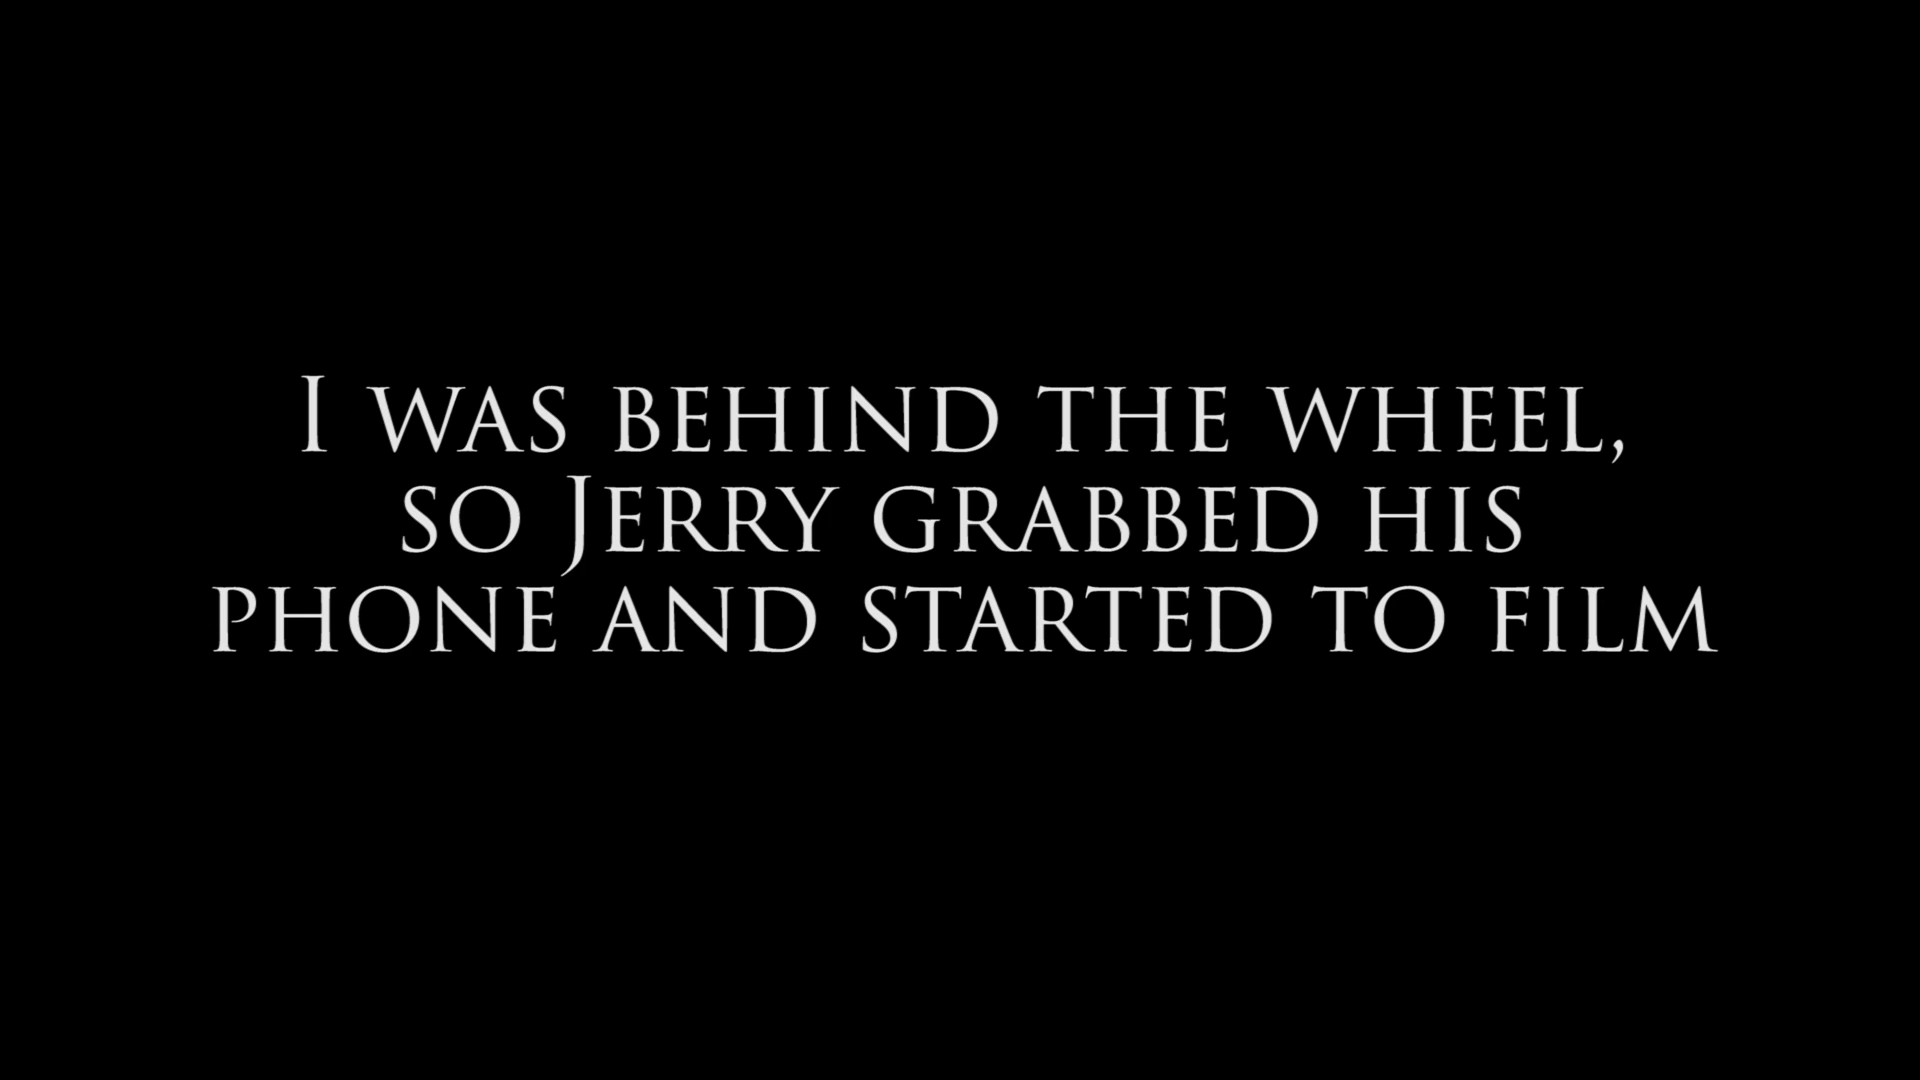 I was behind the wheel,
so Jerry grabbed his
phone and started to film